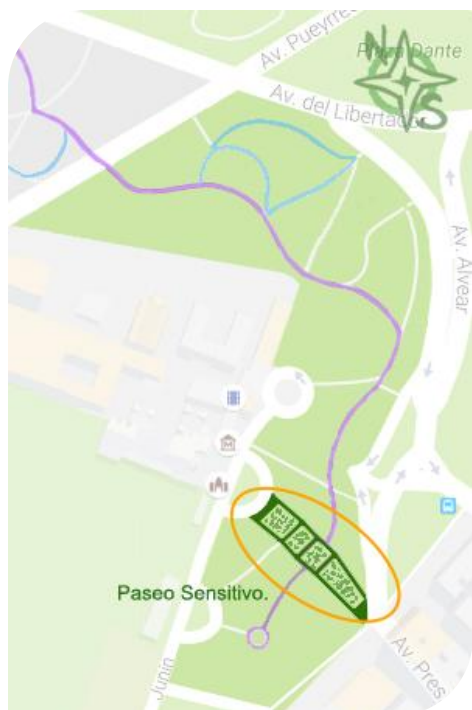 Av. Pueyrre
Plaza Dante
Av. del Libertador
N
S
Av. Alvear
Paseo Sensitivo.
Junín
Av. Pres